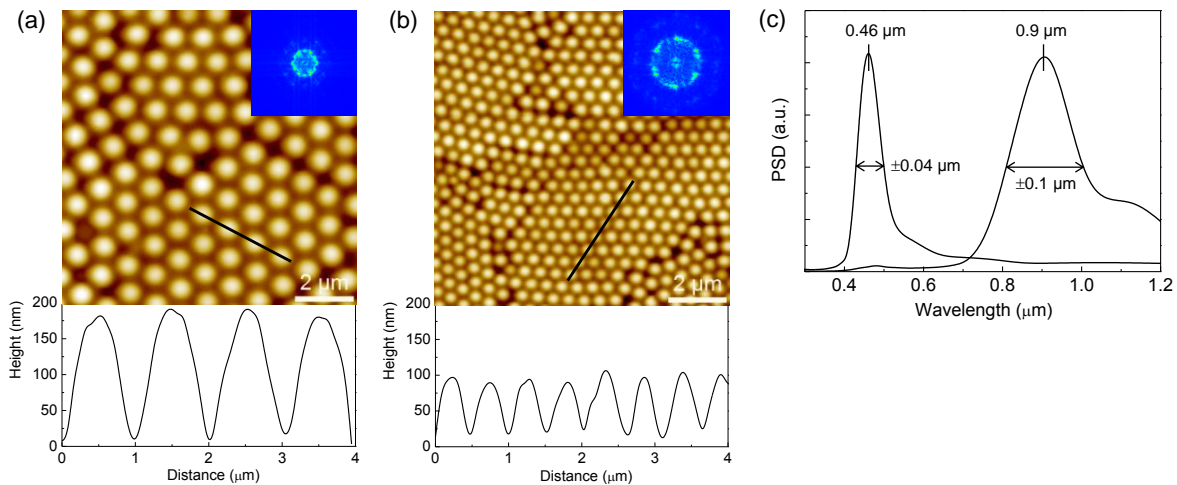 (a)
2 μm
200
150
100
50
0
Height (nm)
0 1 2 3 4
Distance (μm)
(b)
2 μm
200
150
100
50
0
Height (nm)
0 1 2 3 4
Distance (μm)
(c)
0.46 μm
0.9 μm
±0.04 μm
±0.1 μm
PSD (a.u.)
0.4 0.6 0.8 1.0 1.2
Wavelength (μm)